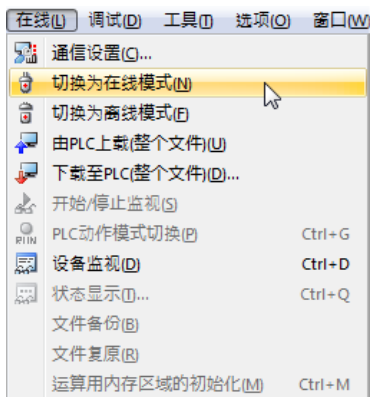 在线(L) 调试(D) 工具(T) 选项(O) 窗口(W
通信设置(C)...
切换为在线模式(N)
切换为离线模式(F)
由PLC上载(整个文件)(U)
下载至PLC(整个文件)(D)...
开始/停止监视(S)
PLC动作模式切换(P) Ctrl+G
设备监视(D) Ctrl+D
状态显示(T)... Ctrl+Q
文件备份(B)
文件复原(R)
运算用内存区域的初始化(M) Ctrl+M